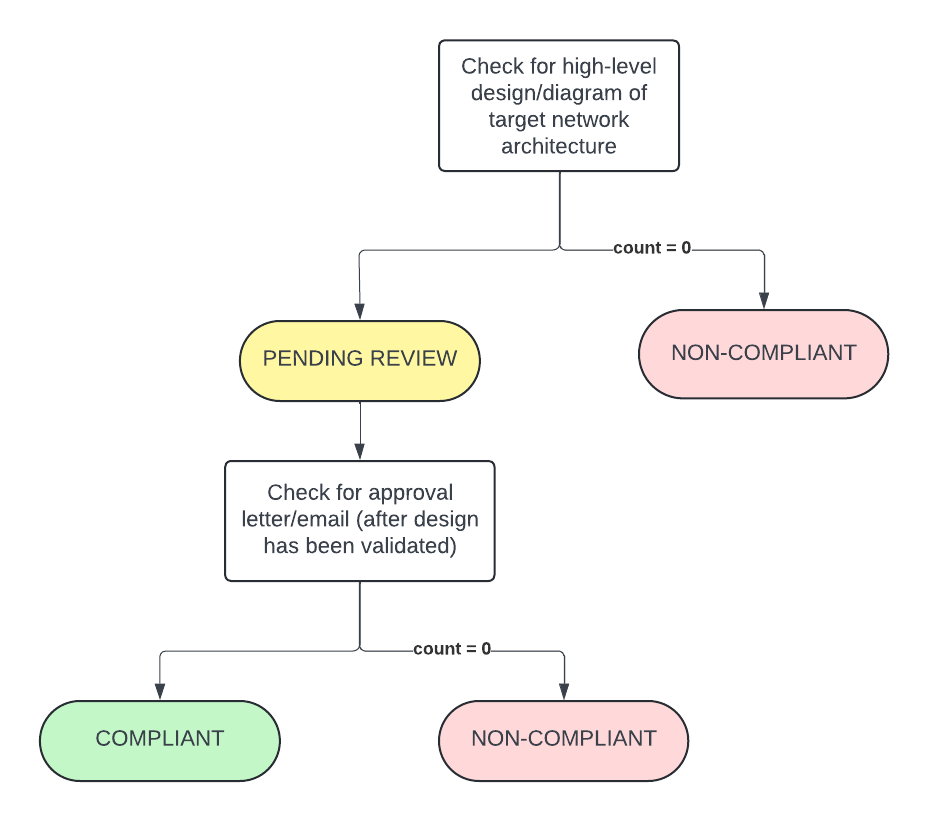 Check for high-level
design/diagram of
target network
architecture
count = 0
PENDING REVIEW
NON-COMPLIANT
Check for approval
letter/email (after design
has been validated)
count = 0
COMPLIANT
NON-COMPLIANT